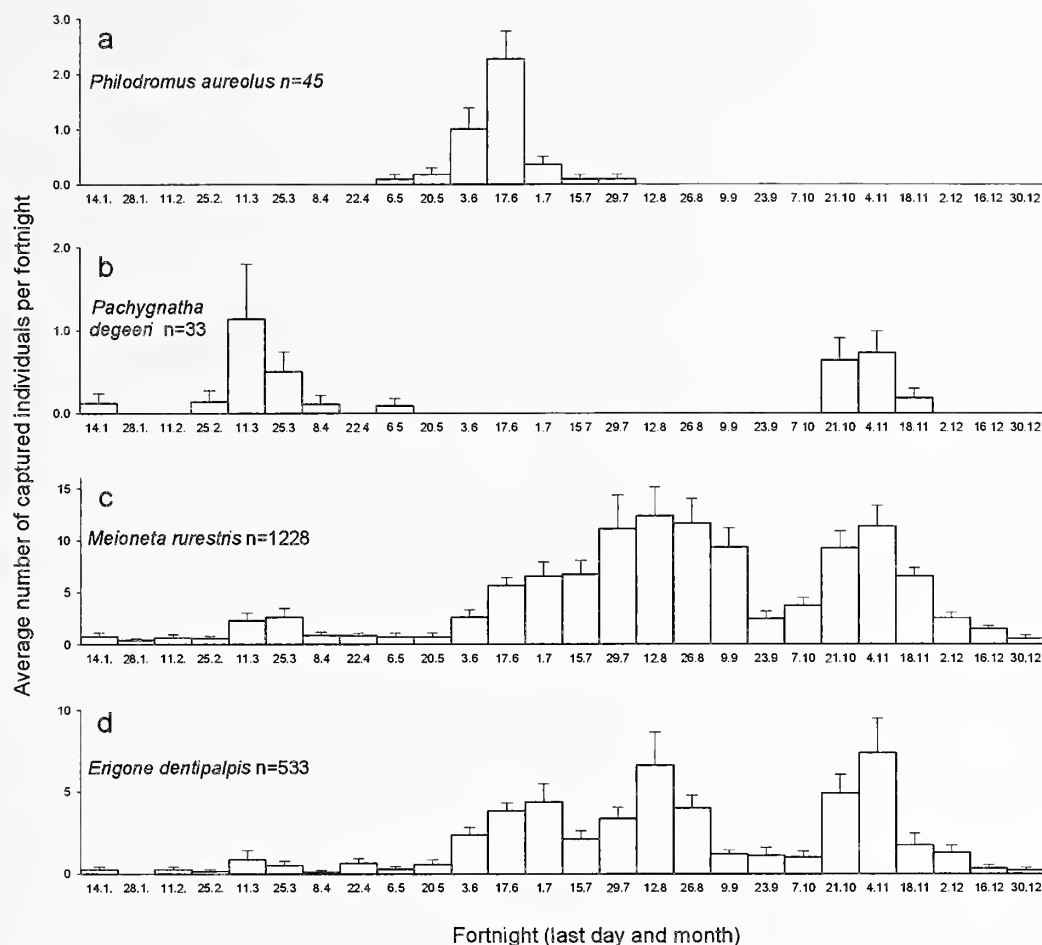 Average number of captured individuals per fortnight
a
Philodromus aureolus n=45
3.0
2.0
1.0
0.0
14.1. 28.1. 11.2. 25.2. 11.3 25.3 8.4 22.4 6.5 20.5 3.6 17.6 1.7 15.7 29.7 12.8 26.8 9.9 23.9 7.10 21.10 4.11 18.11 2.12 16.12 30.12
b
Pachygnatha
degeeri n=33
2.0
1.0
0.0
14.1 28.1. 11.2. 25.2. 11.3 25.3 8.4 22.4 6.5 20.5 3.6 17.6 1.7 15.7 29.7 12.8 26.8 9.9 23.9 7.10 21.10 4.11 18.11 2.12 16.12 30.12
c
Meioneta rurestris n=1228
15
10
5
0
14.1. 28.1. 11.2. 25.2. 11.3 25.3 8.4 22.4 6.5 20.5 3.6 17.6 1.7 15.7 29.7 12.8 26.8 9.9 23.9 7.10 21.10 4.11 18.11 2.12 16.12 30.12
d
Erigone dentipalpis n=533
10
5
0
14.1. 28.1. 11.2. 25.2. 11.3 25.3 8.4 22.4 6.5 20.5 3.6 17.6 1.7 15.7 29.7 12.8 26.8 9.9 23.9 7.10 21.10 4.11 18.11 2.12 16.12 30.12
Fortnight (last day and month)